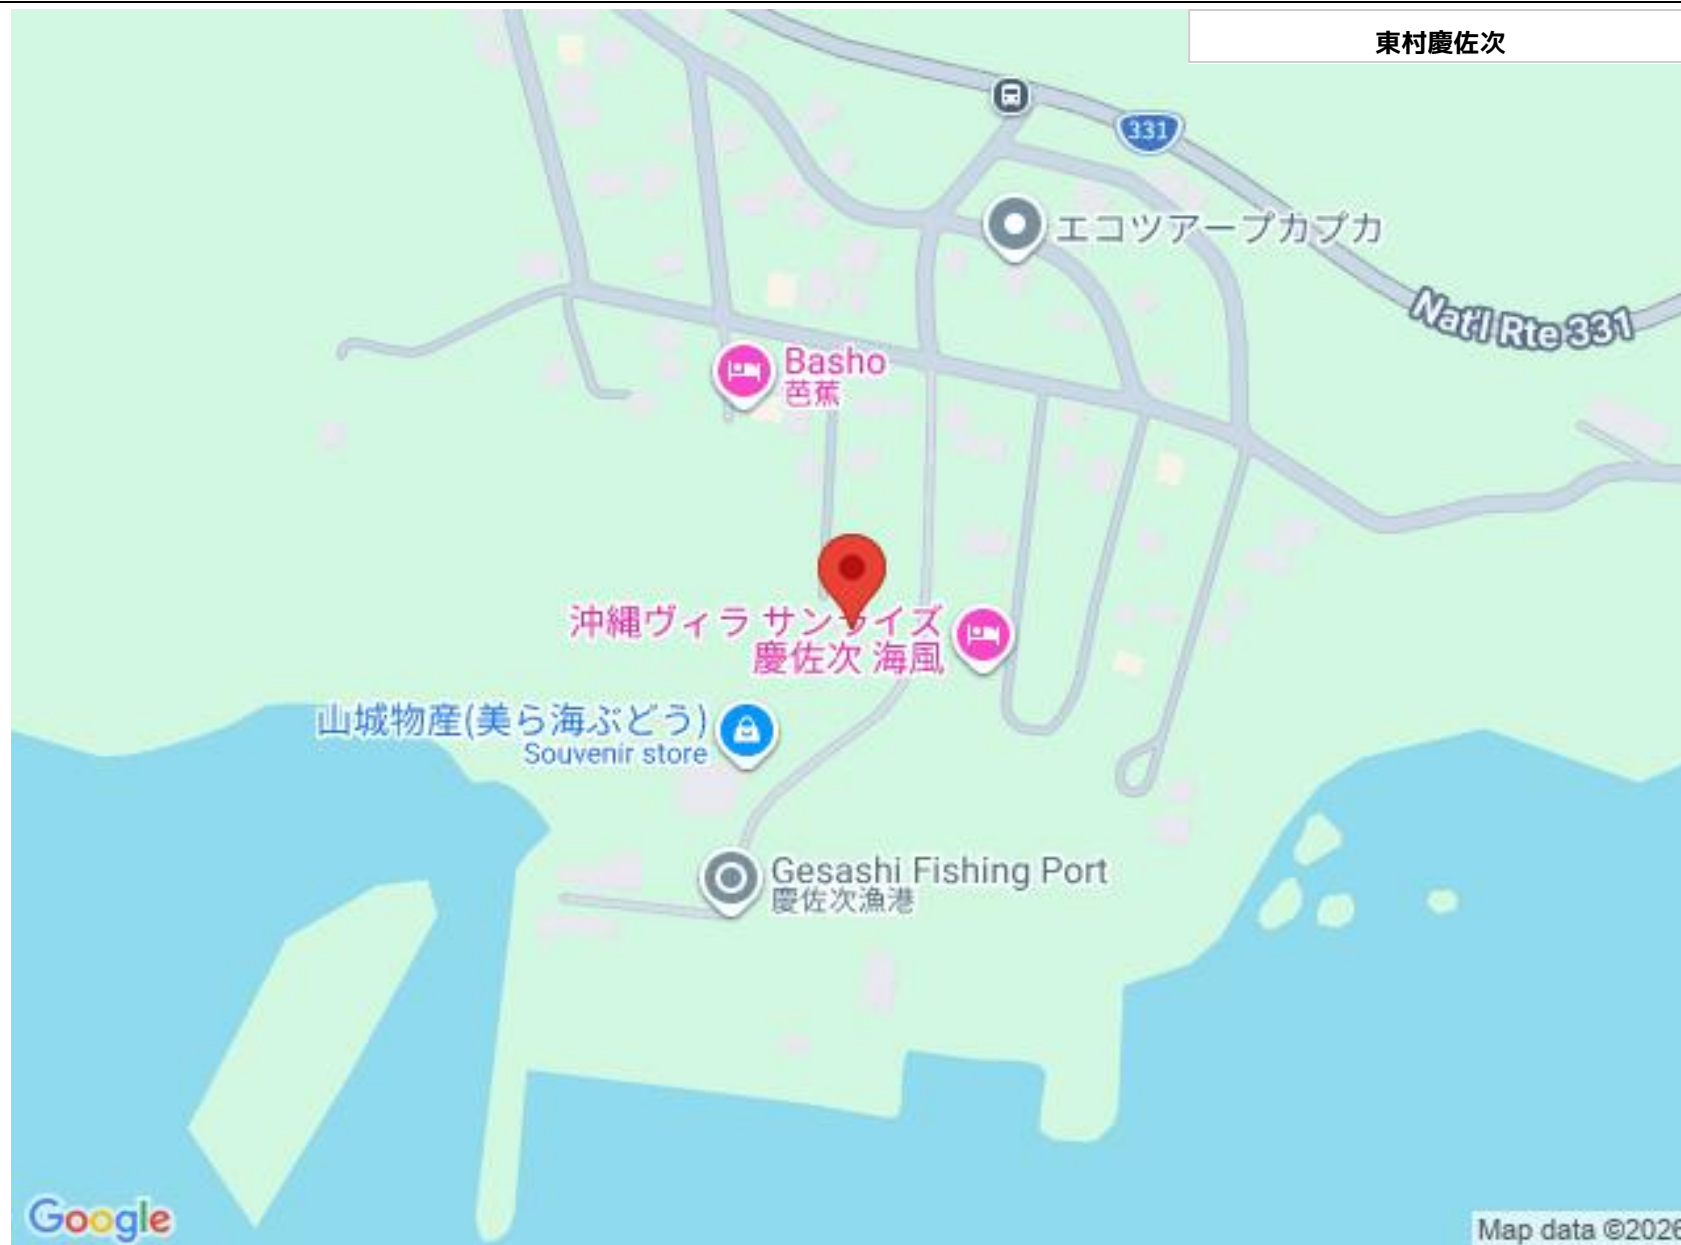 東村慶佐次
331
エコツアープカプカ
Nat'l Rte 331
Basho
芭蕉
沖縄ヴィラ サンライズ
慶佐次 海風
山城物産(美ら海ぶどう)
Souvenir store
Gesashi Fishing Port
慶佐次漁港
Google
Map data ©2026